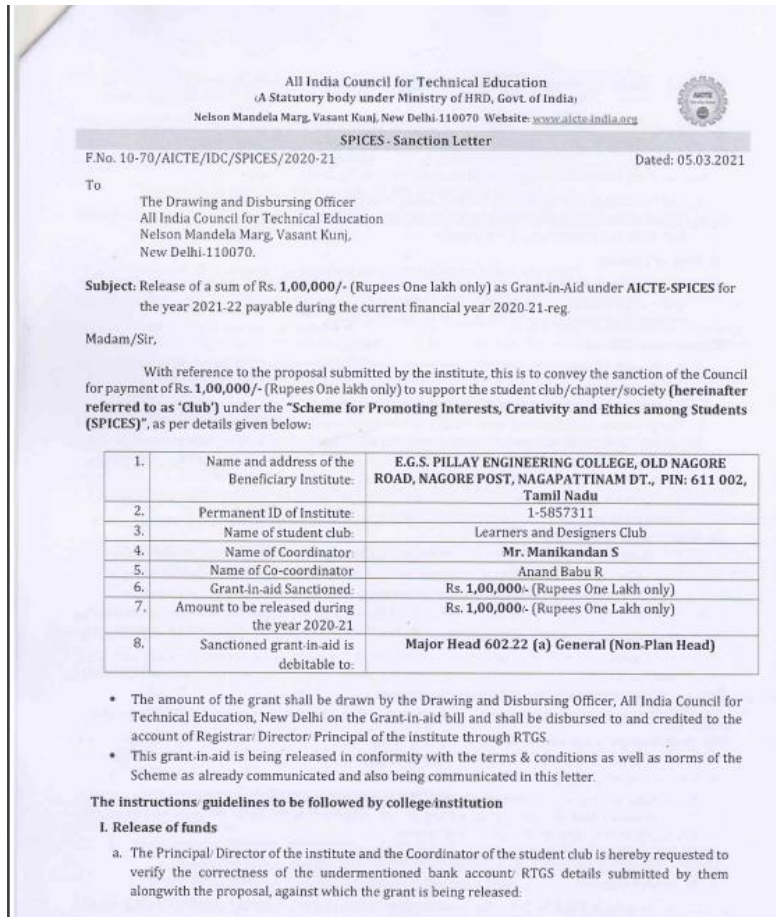 All India Council for Technical Education
(A Statutory body under Ministry of HRD, Govt. of India)
Nelson Mandela Marg, Vasant Kunj, New Delhi-110070 Website: www.aicte-india.org
AICTE
SPICES - Sanction Letter
F.No. 10-70/AICTE/IDC/SPICES/2020-21 Dated: 05.03.2021
To
The Drawing and Disbursing Officer
All India Council for Technical Education
Nelson Mandela Marg, Vasant Kunj,
New Delhi-110070.
Subject: Release of a sum of Rs. 1,00,000/- (Rupees One lakh only) as Grant-in-Aid under AICTE-SPICES for
the year 2021-22 payable during the current financial year 2020-21-reg.
Madam/Sir,
With reference to the proposal submitted by the institute, this is to convey the sanction of the Council
for payment of Rs. 1,00,000/- (Rupees One lakh only) to support the student club/chapter/society (hereinafter
referred to as 'Club') under the "Scheme for Promoting Interests, Creativity and Ethics among Students
(SPICES)", as per details given below:
1. Name and address of the E.G.S. PILLAY ENGINEERING COLLEGE, OLD NAGORE
Beneficiary Institute: ROAD, NAGORE POST, NAGAPATTINAM DT., PIN: 611 002,
Tamil Nadu
2. Permanent ID of Institute: 1-5857311
3. Name of student club: Learners and Designers Club
4. Name of Coordinator: Mr. Manikandan S
5. Name of Co-coordinator Anand Babu R
6. Grant-in-aid Sanctioned: Rs. 1,00,000/- (Rupees One Lakh only)
7. Amount to be released during Rs. 1,00,000/- (Rupees One Lakh only)
the year 2020-21
8. Sanctioned grant-in-aid is Major Head 602.22 (a) General (Non-Plan Head)
debitable to:
• The amount of the grant shall be drawn by the Drawing and Disbursing Officer, All India Council for
Technical Education, New Delhi on the Grant-in-aid bill and shall be disbursed to and credited to the
account of Registrar/ Director/ Principal of the institute through RTGS.
• This grant-in-aid is being released in conformity with the terms & conditions as well as norms of the
Scheme as already communicated and also being communicated in this letter.
The instructions/ guidelines to be followed by college/institution
I. Release of funds
a. The Principal/ Director of the institute and the Coordinator of the student club is hereby requested to
verify the correctness of the undermentioned bank account/ RTGS details submitted by them
alongwith the proposal, against which the grant is being released: